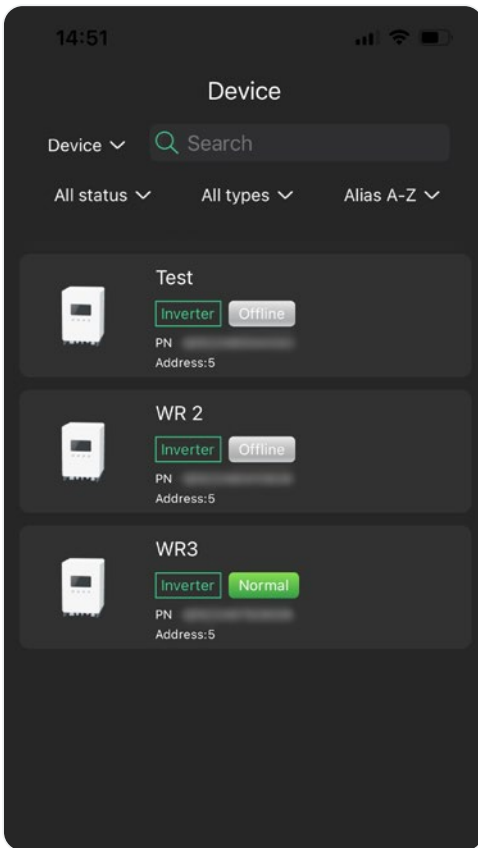 14:51
Device
Device Search
All status All types Alias A-Z
Test
Inverter Offline
PN
Address:5
WR 2
Inverter Offline
PN
Address:5
WR3
Inverter Normal
PN
Address:5